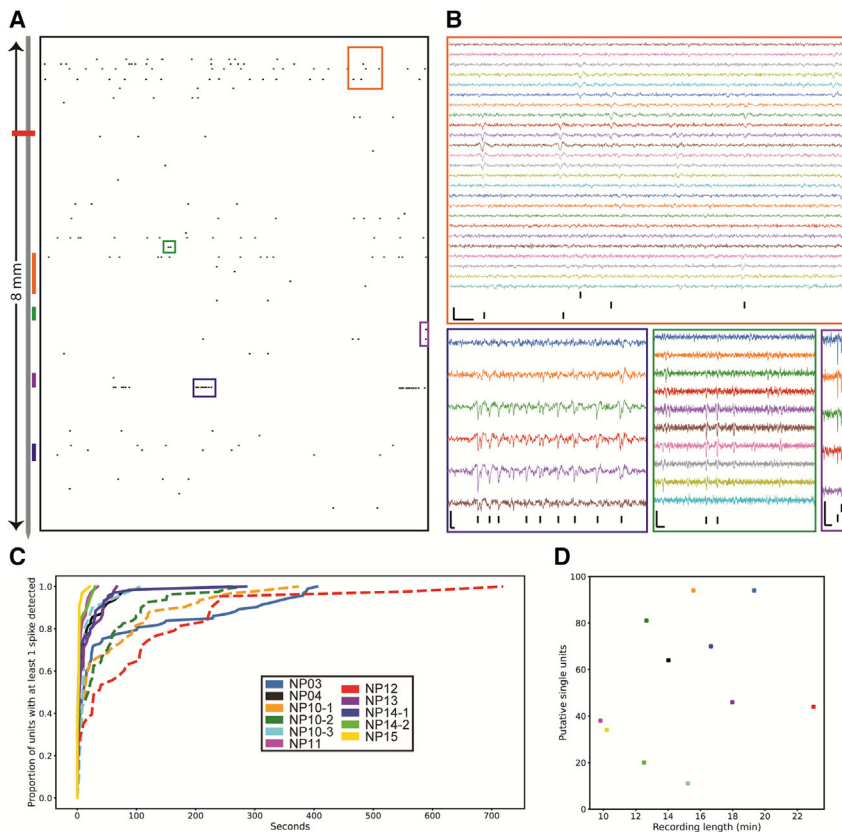 A
B
8 mm
C
D
Proportion of units with at least 1 spike detected
1.0
0.8
0.6
0.4
0.2
0.0
NP03
NP04
NP10-1
NP10-2
NP10-3
NP11
NP12
NP13
NP14-1
NP14-2
NP15
0 100 200 300 400 500 600 700
Seconds
Putative single units
100
80
60
40
20
0
10 12 14 16 18 20 22
Recording length (min)